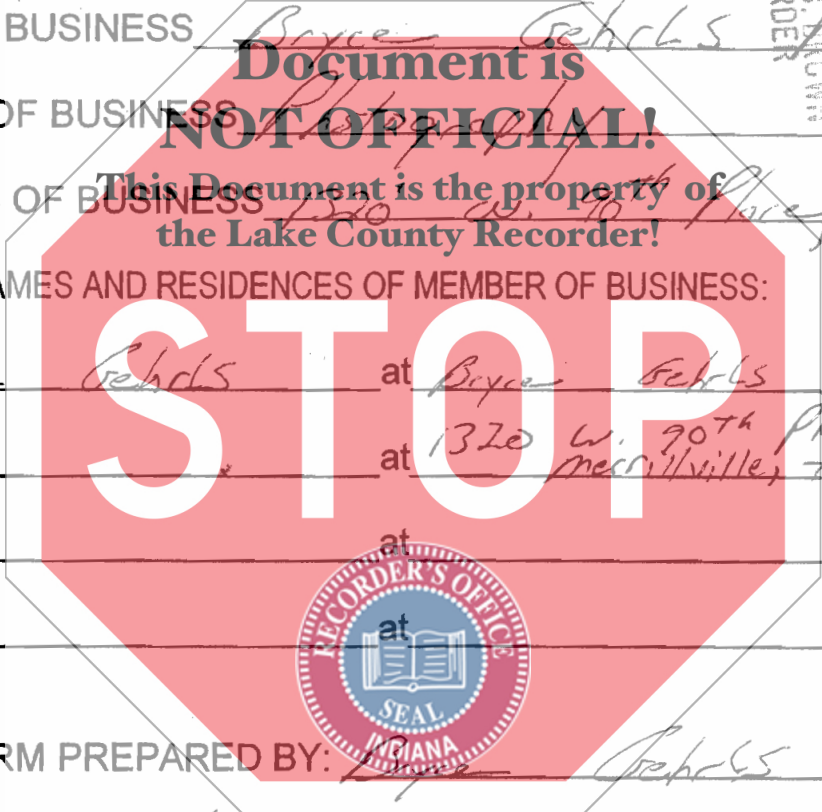 BUSINESS Bryce Gehrls
Document is
OF BUSINESS Photography
NOT OFFICIAL!
This Document is the property of
OF BUSINESS 1320 W. 90th Place,
the Lake County Recorder!
AMES AND RESIDENCES OF MEMBER OF BUSINESS:
STOP
Gehrls at Bryce Gehrls
at 1320 W. 90th
Merrillville,
at
at
RECORDER'S OFFICE
SEAL
INDIANA
RM PREPARED BY: Bryce Gehrls
RDER